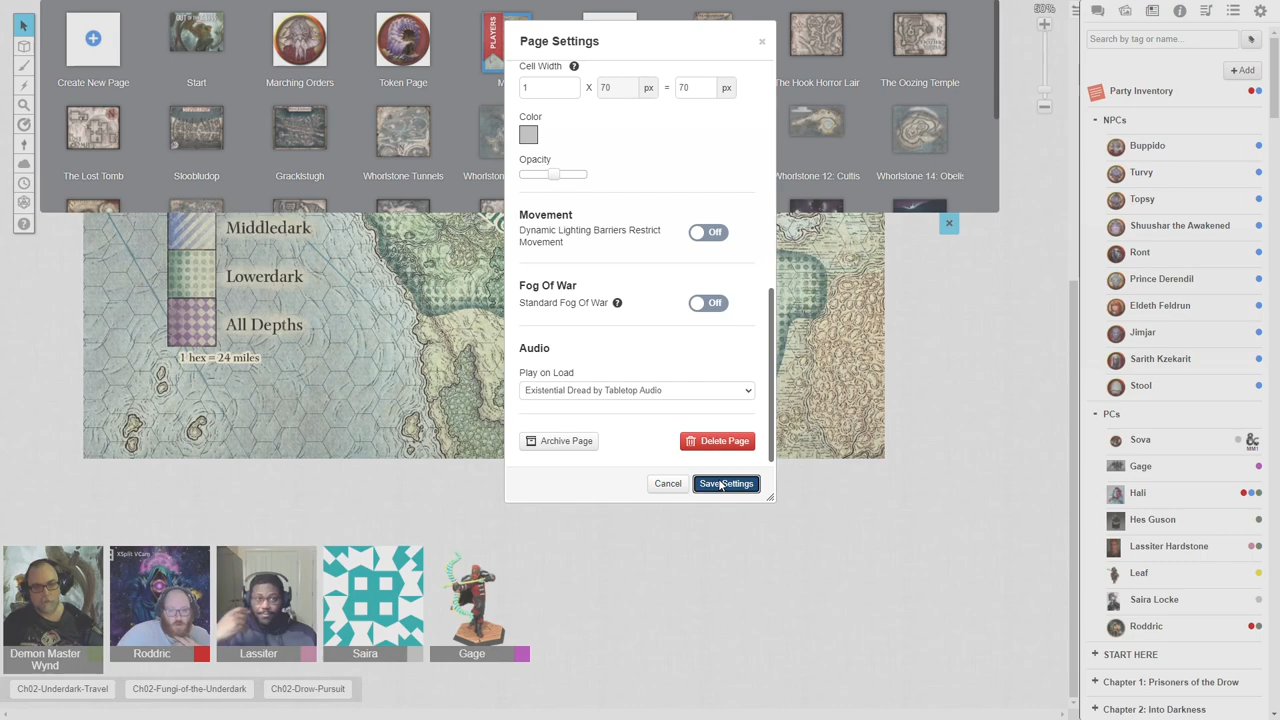 50%
Create New Page
Start
Marching Orders
Token Page
PLAYERS
The Hook Horror Lair
The Oozing Temple
The Lost Tomb
Sloobludop
Gracklstugh
Whorlstone Tunnels
Whorlstone 12: Cultis
Whorlstone 14: Obelis
Page Settings
×
Cell Width ?
1 X 70 px = 70 px
Color
Opacity
Movement
Dynamic Lighting Barriers Restrict
Movement
Off
Fog Of War
Standard Fog Of War ?
Off
Audio
Play on Load
Existential Dread by Tabletop Audio
Archive Page
Delete Page
Cancel
Save Settings
Middledark
Lowerdark
All Depths
1 hex = 24 miles
XSplit VCam
Demon Master
Wynd
Roddric
Lassiter
Saira
Gage
Ch02-Underdark-Travel
Ch02-Fungi-of-the-Underdark
Ch02-Drow-Pursuit
Search by tag or name...
+ Add
Party Inventory
NPCs
Buppido
Turvy
Topsy
Shuushar the Awakened
Ront
Prince Derendil
Eldeth Feldrun
Jimjar
Sarith Kzekarit
Stool
PCs
Sova
&
MM1
Gage
Hali
Hes Guson
Lassiter Hardstone
Leaf
Saira Locke
Roddric
START HERE
Chapter 1: Prisoners of the Drow
Chapter 2: Into Darkness